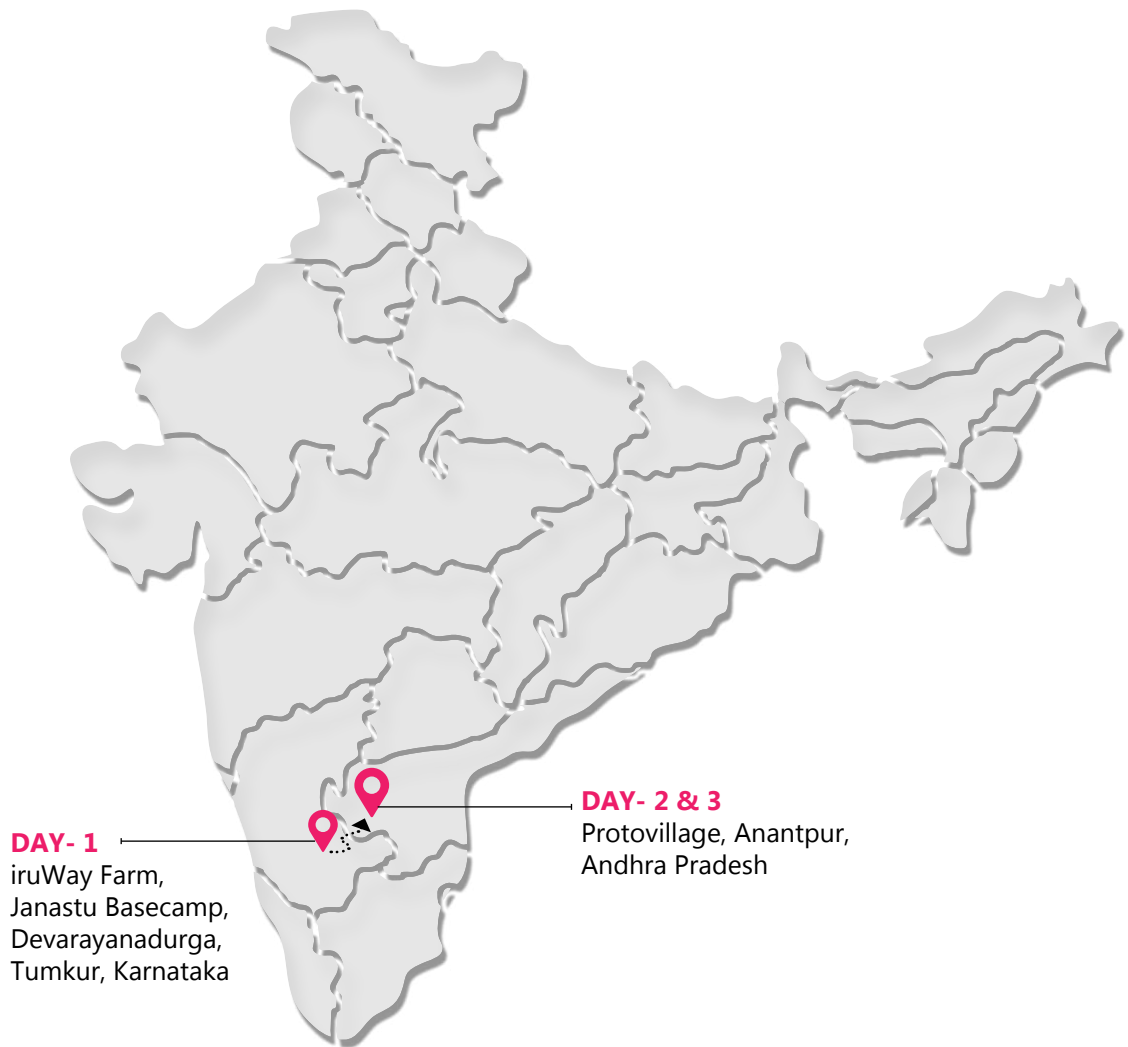 DAY- 1
iruWay Farm,
Janastu Basecamp,
Devarayanadurga,
Tumkur, Karnataka
DAY- 2 & 3
Protovillage, Anantpur,
Andhra Pradesh